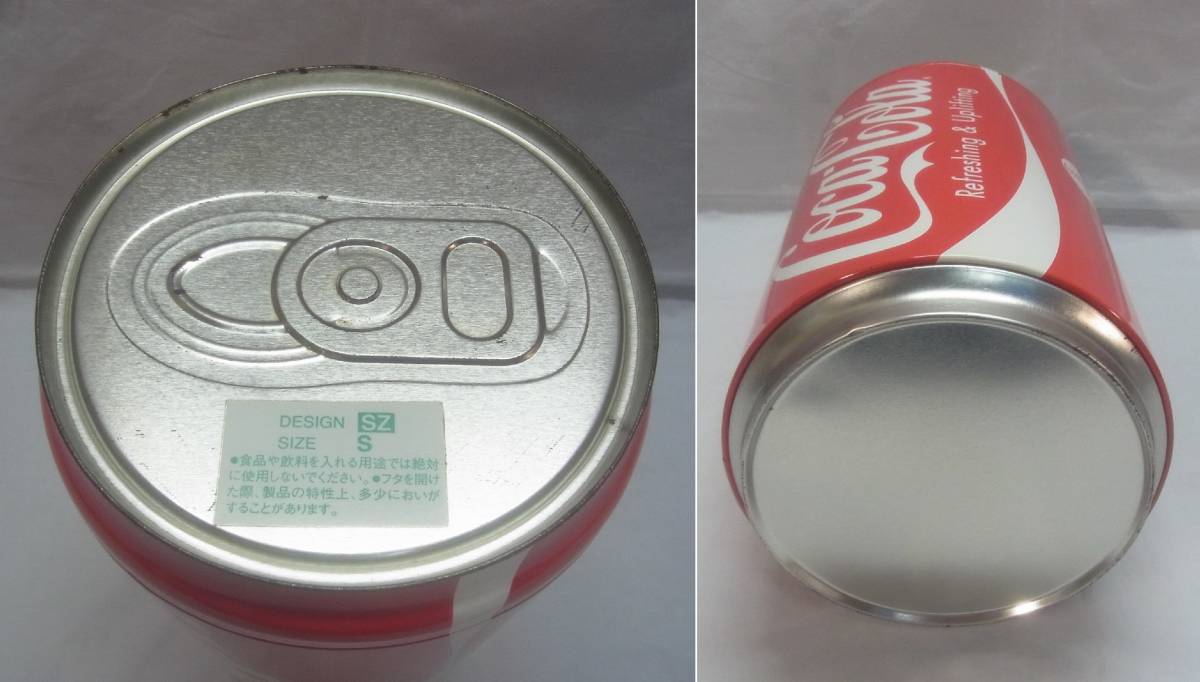 DESIGN SZ
SIZE S
●食品や飲料を入れる用途では絶対
に使用しないでください。●フタを開け
た際、製品の特性上、多少においが
することがあります。
Coca-Cola
Refreshing & Uplifting